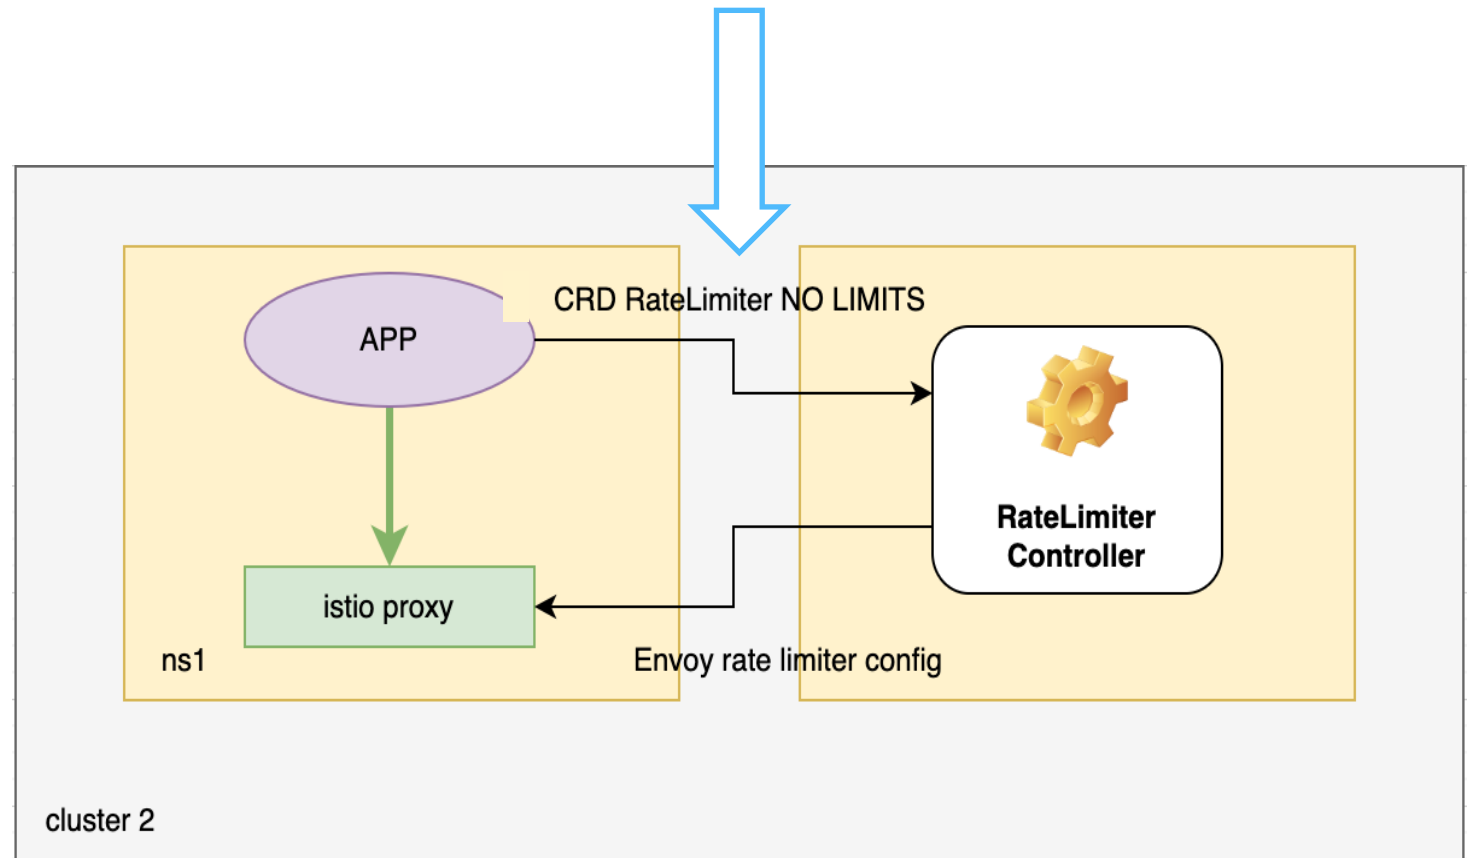 CRD RateLimiter NO LIMITS
APP
RateLimiter
Controller
istio proxy
ns1
Envoy rate limiter config
cluster 2